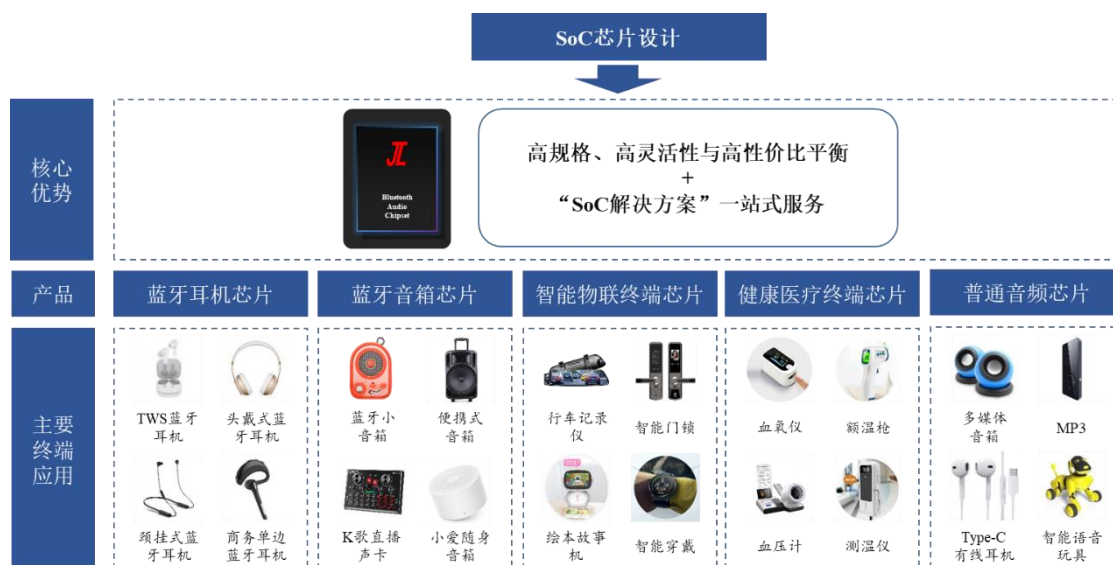 SoC芯片设计
核心
优势
JL
Bluetooth
Audio
Chipset
高规格、高灵活性与高性价比平衡
+
“SoC解决方案”一站式服务
产品
蓝牙耳机芯片
蓝牙音箱芯片
智能物联终端芯片
健康医疗终端芯片
普通音频芯片
主要
终端
应用
TWS蓝牙
耳机
头戴式蓝
牙耳机
颈挂式蓝
牙耳机
商务单边
蓝牙耳机
蓝牙小
音箱
便携式
音箱
K歌直播
声卡
小爱随身
音箱
行车记录
仪
智能门锁
绘本故事
机
智能穿戴
血氧仪
额温枪
血压计
测温仪
多媒体
音箱
MP3
Type-C
有线耳机
智能语音
玩具